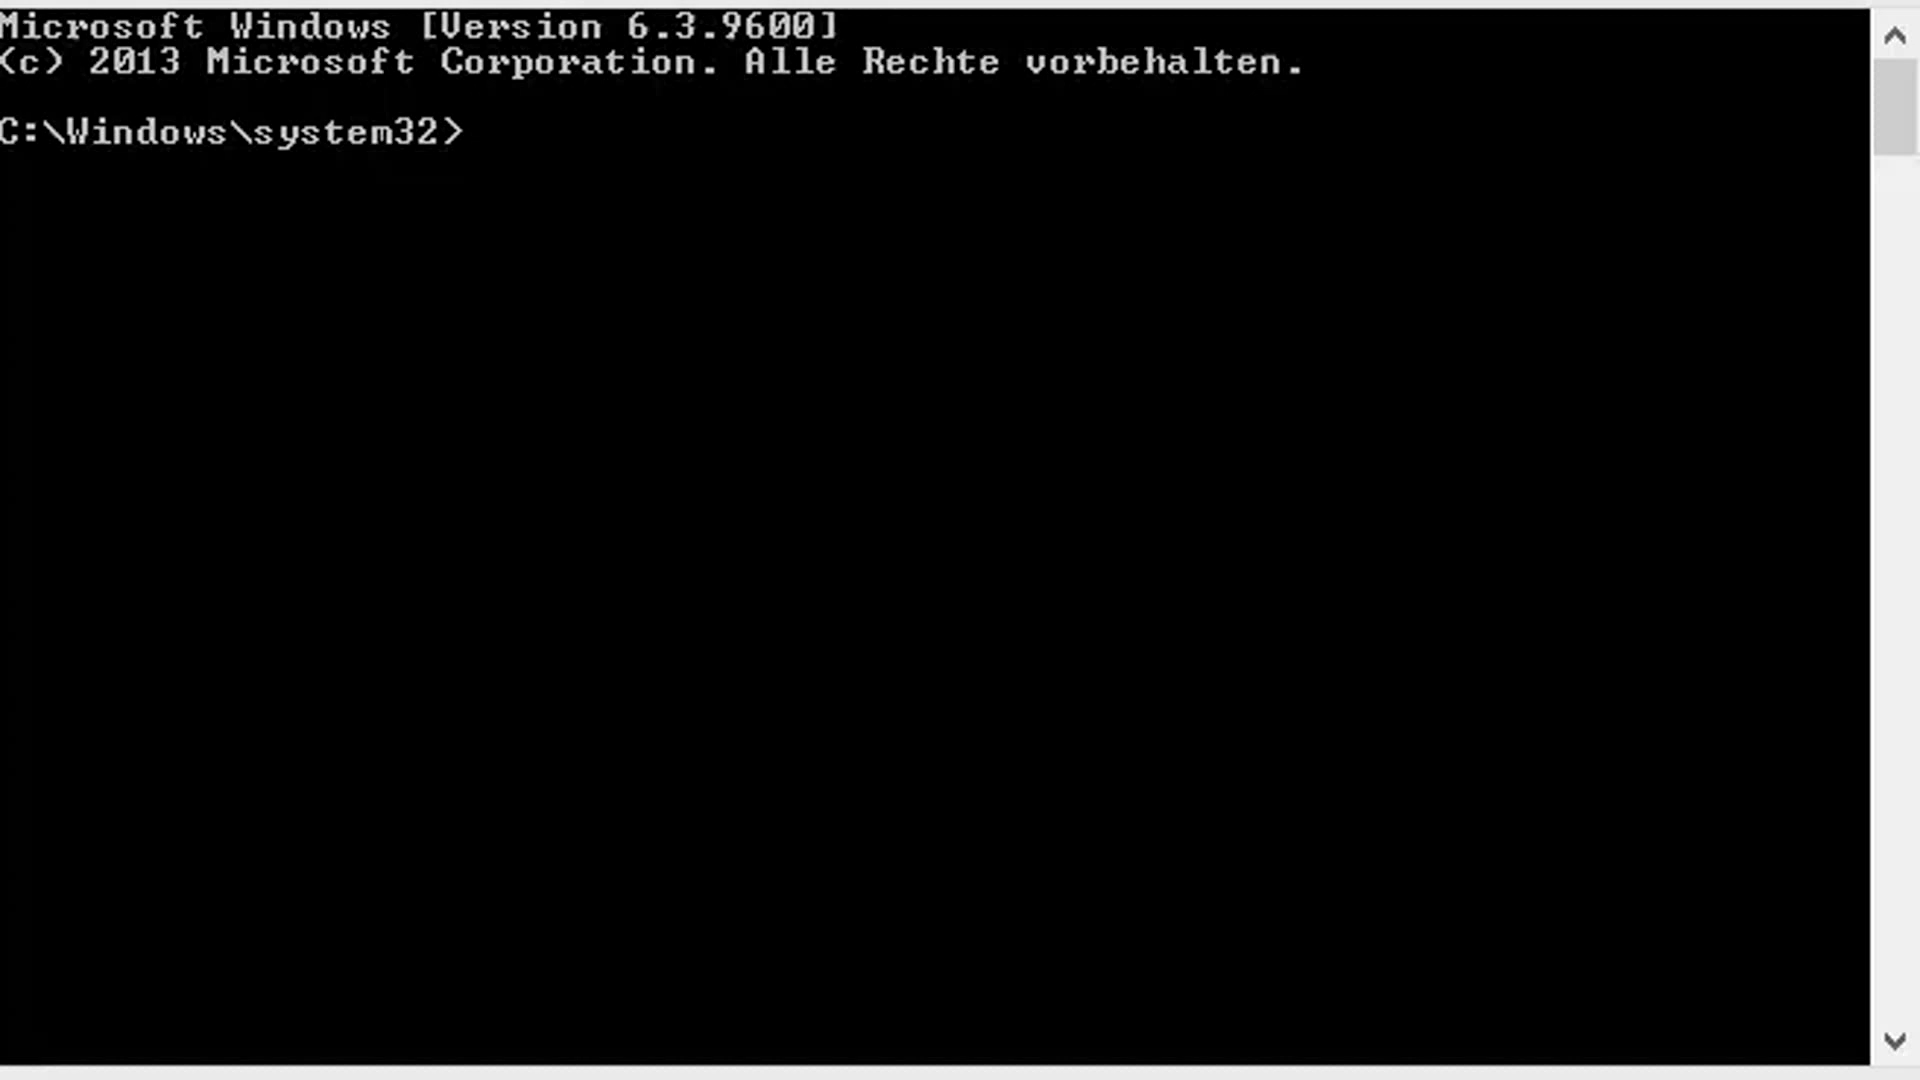 Microsoft Windows [Version 6.3.9600]
(c) 2013 Microsoft Corporation. Alle Rechte vorbehalten.
C:\Windows\system32>